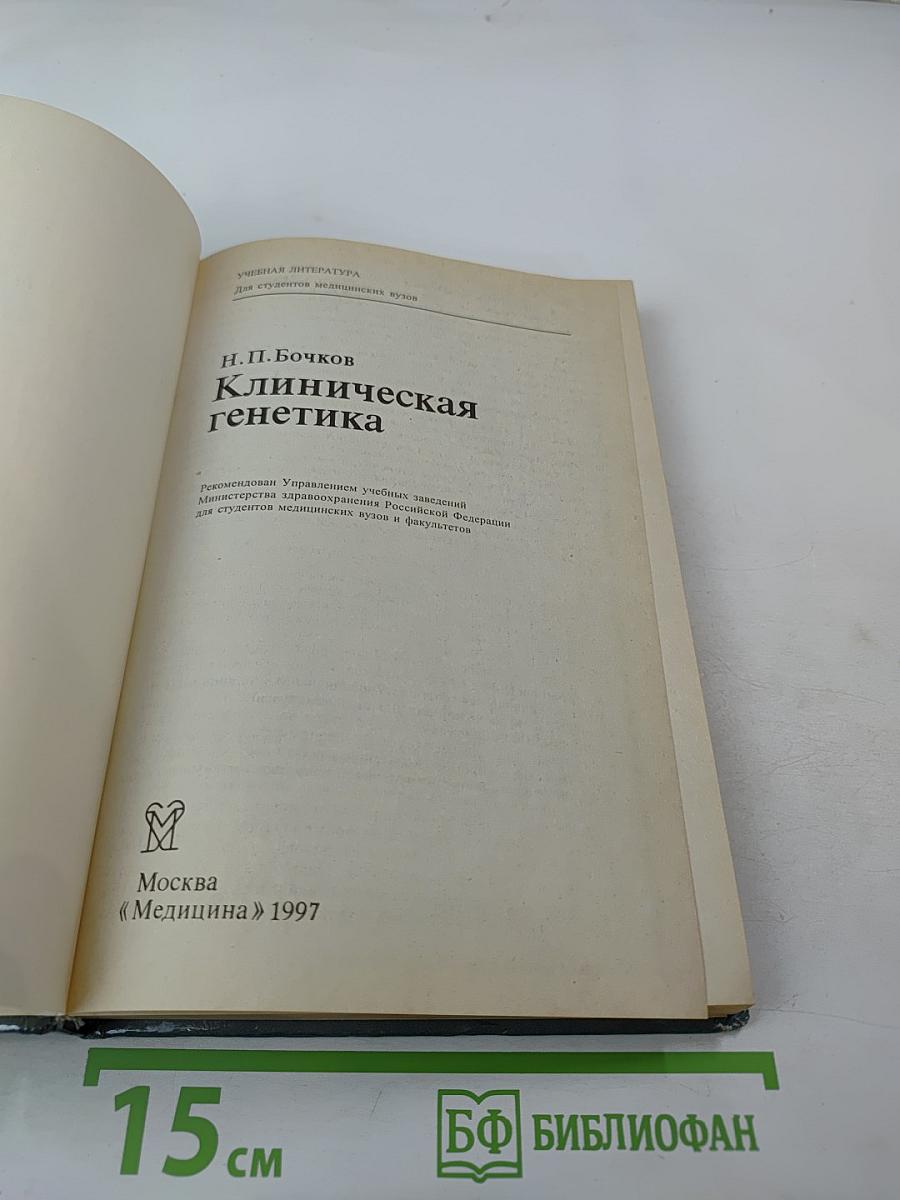 УЧЕБНАЯ ЛИТЕРАТУРА
Для студентов медицинских вузов
Н.П.Бочков
Клиническая
генетика
Рекомендован Управлением учебных заведений
Министерства здравоохранения Российской Федерации
для студентов медицинских вузов и факультетов
Москва
«Медицина» 1997
15 см
БФ БИБЛИОФАН